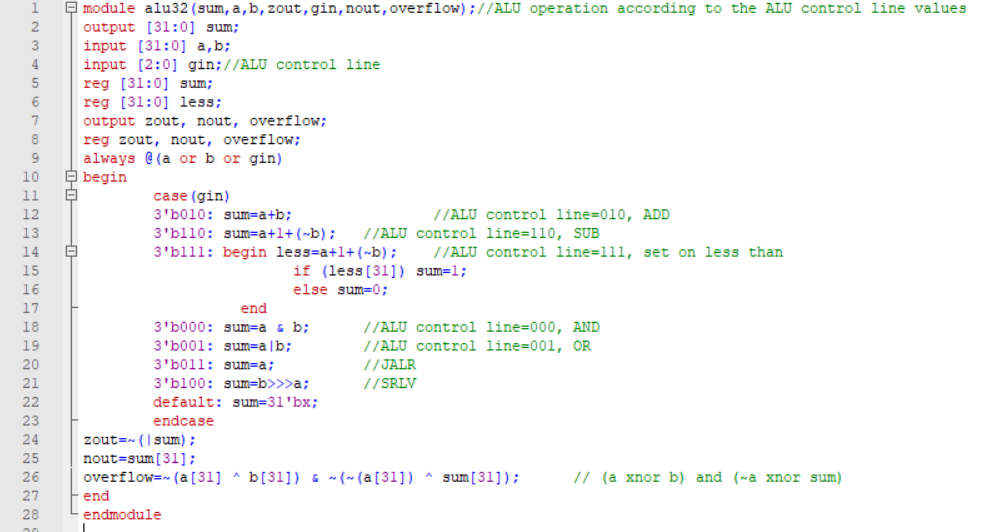 1 module alu32(sum,a,b,zout,gin,nout,overflow);//ALU operation according to the ALU control line values
2 output [31:0] sum;
3 input [31:0] a,b;
4 input [2:0] gin;//ALU control line
5 reg [31:0] sum;
6 reg [31:0] less;
7 output zout, nout, overflow;
8 reg zout, nout, overflow;
9 always @(a or b or gin)
10 begin
11 case(gin)
12 3'b010: sum=a+b; //ALU control line=010, ADD
13 3'b110: sum=a+1+(~b); //ALU control line=110, SUB
14 3'b111: begin less=a+1+(~b); //ALU control line=111, set on less than
15 if (less[31]) sum=1;
16 else sum=0;
17 end
18 3'b000: sum=a & b; //ALU control line=000, AND
19 3'b001: sum=a|b; //ALU control line=001, OR
20 3'b011: sum=a; //JALR
21 3'b100: sum=b>>>a; //SRLV
22 default: sum=31'bx;
23 endcase
24 zout=~(|sum);
25 nout=sum[31];
26 overflow=~(a[31] ^ b[31]) & ~(~(a[31]) ^ sum[31]); // (a xnor b) and (~a xnor sum)
27 end
28 endmodule